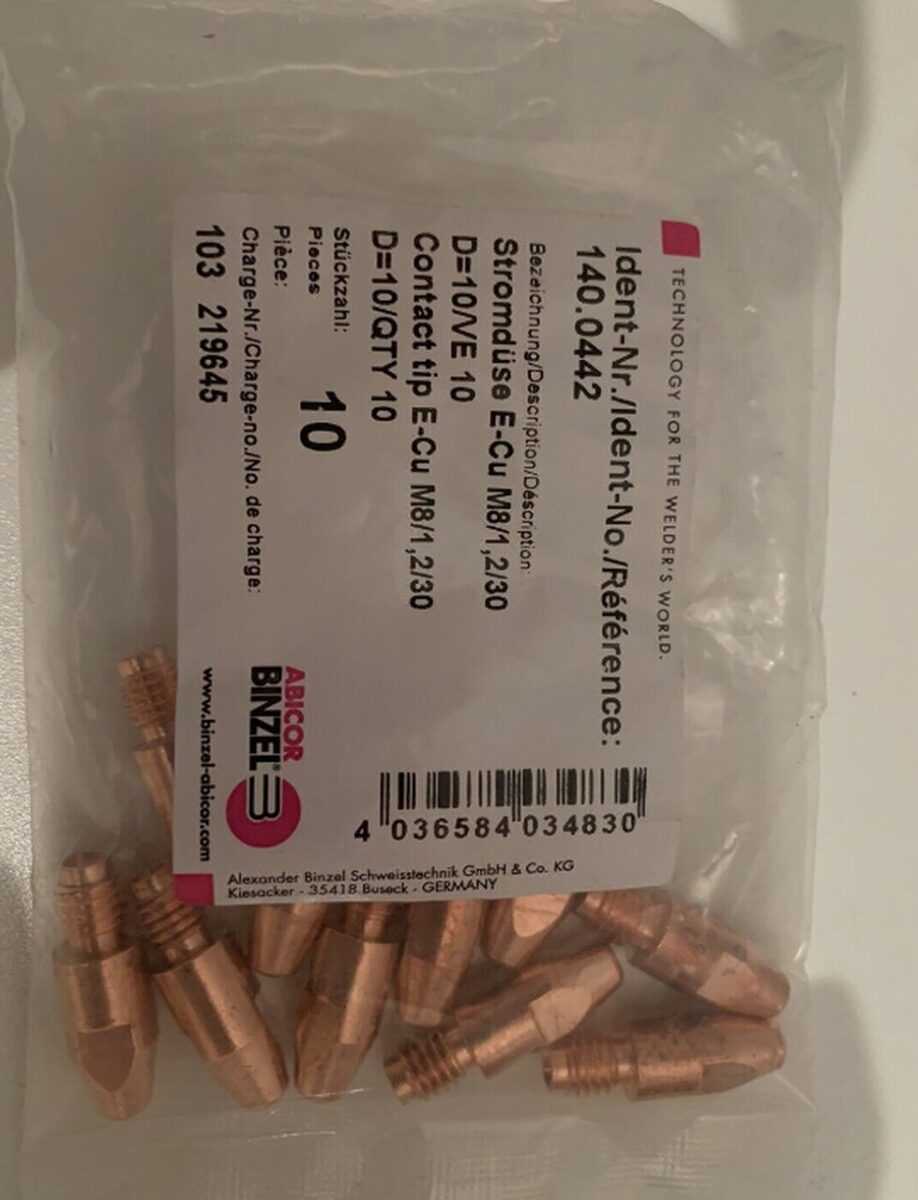 TECHNOLOGY FOR THE WELDER'S WORLD.
Ident-Nr./Ident-No./Référence:
140.0442
Bezeichnung/Description/Déscription:
Stromdüse E-Cu M8/1,2/30
D=10/VE 10
Contact tip E-Cu M8/1,2/30
D=10/QTY 10
Stückzahl:
Pieces
Pièce:
10
Charge-Nr./Charge-no./No. de charge:
103 219645
4 036584 034830
ABICOR
BINZEL®
www.binzel-abicor.com
Alexander Binzel Schweisstechnik GmbH & Co. KG
Kiesacker - 35418 Buseck - GERMANY